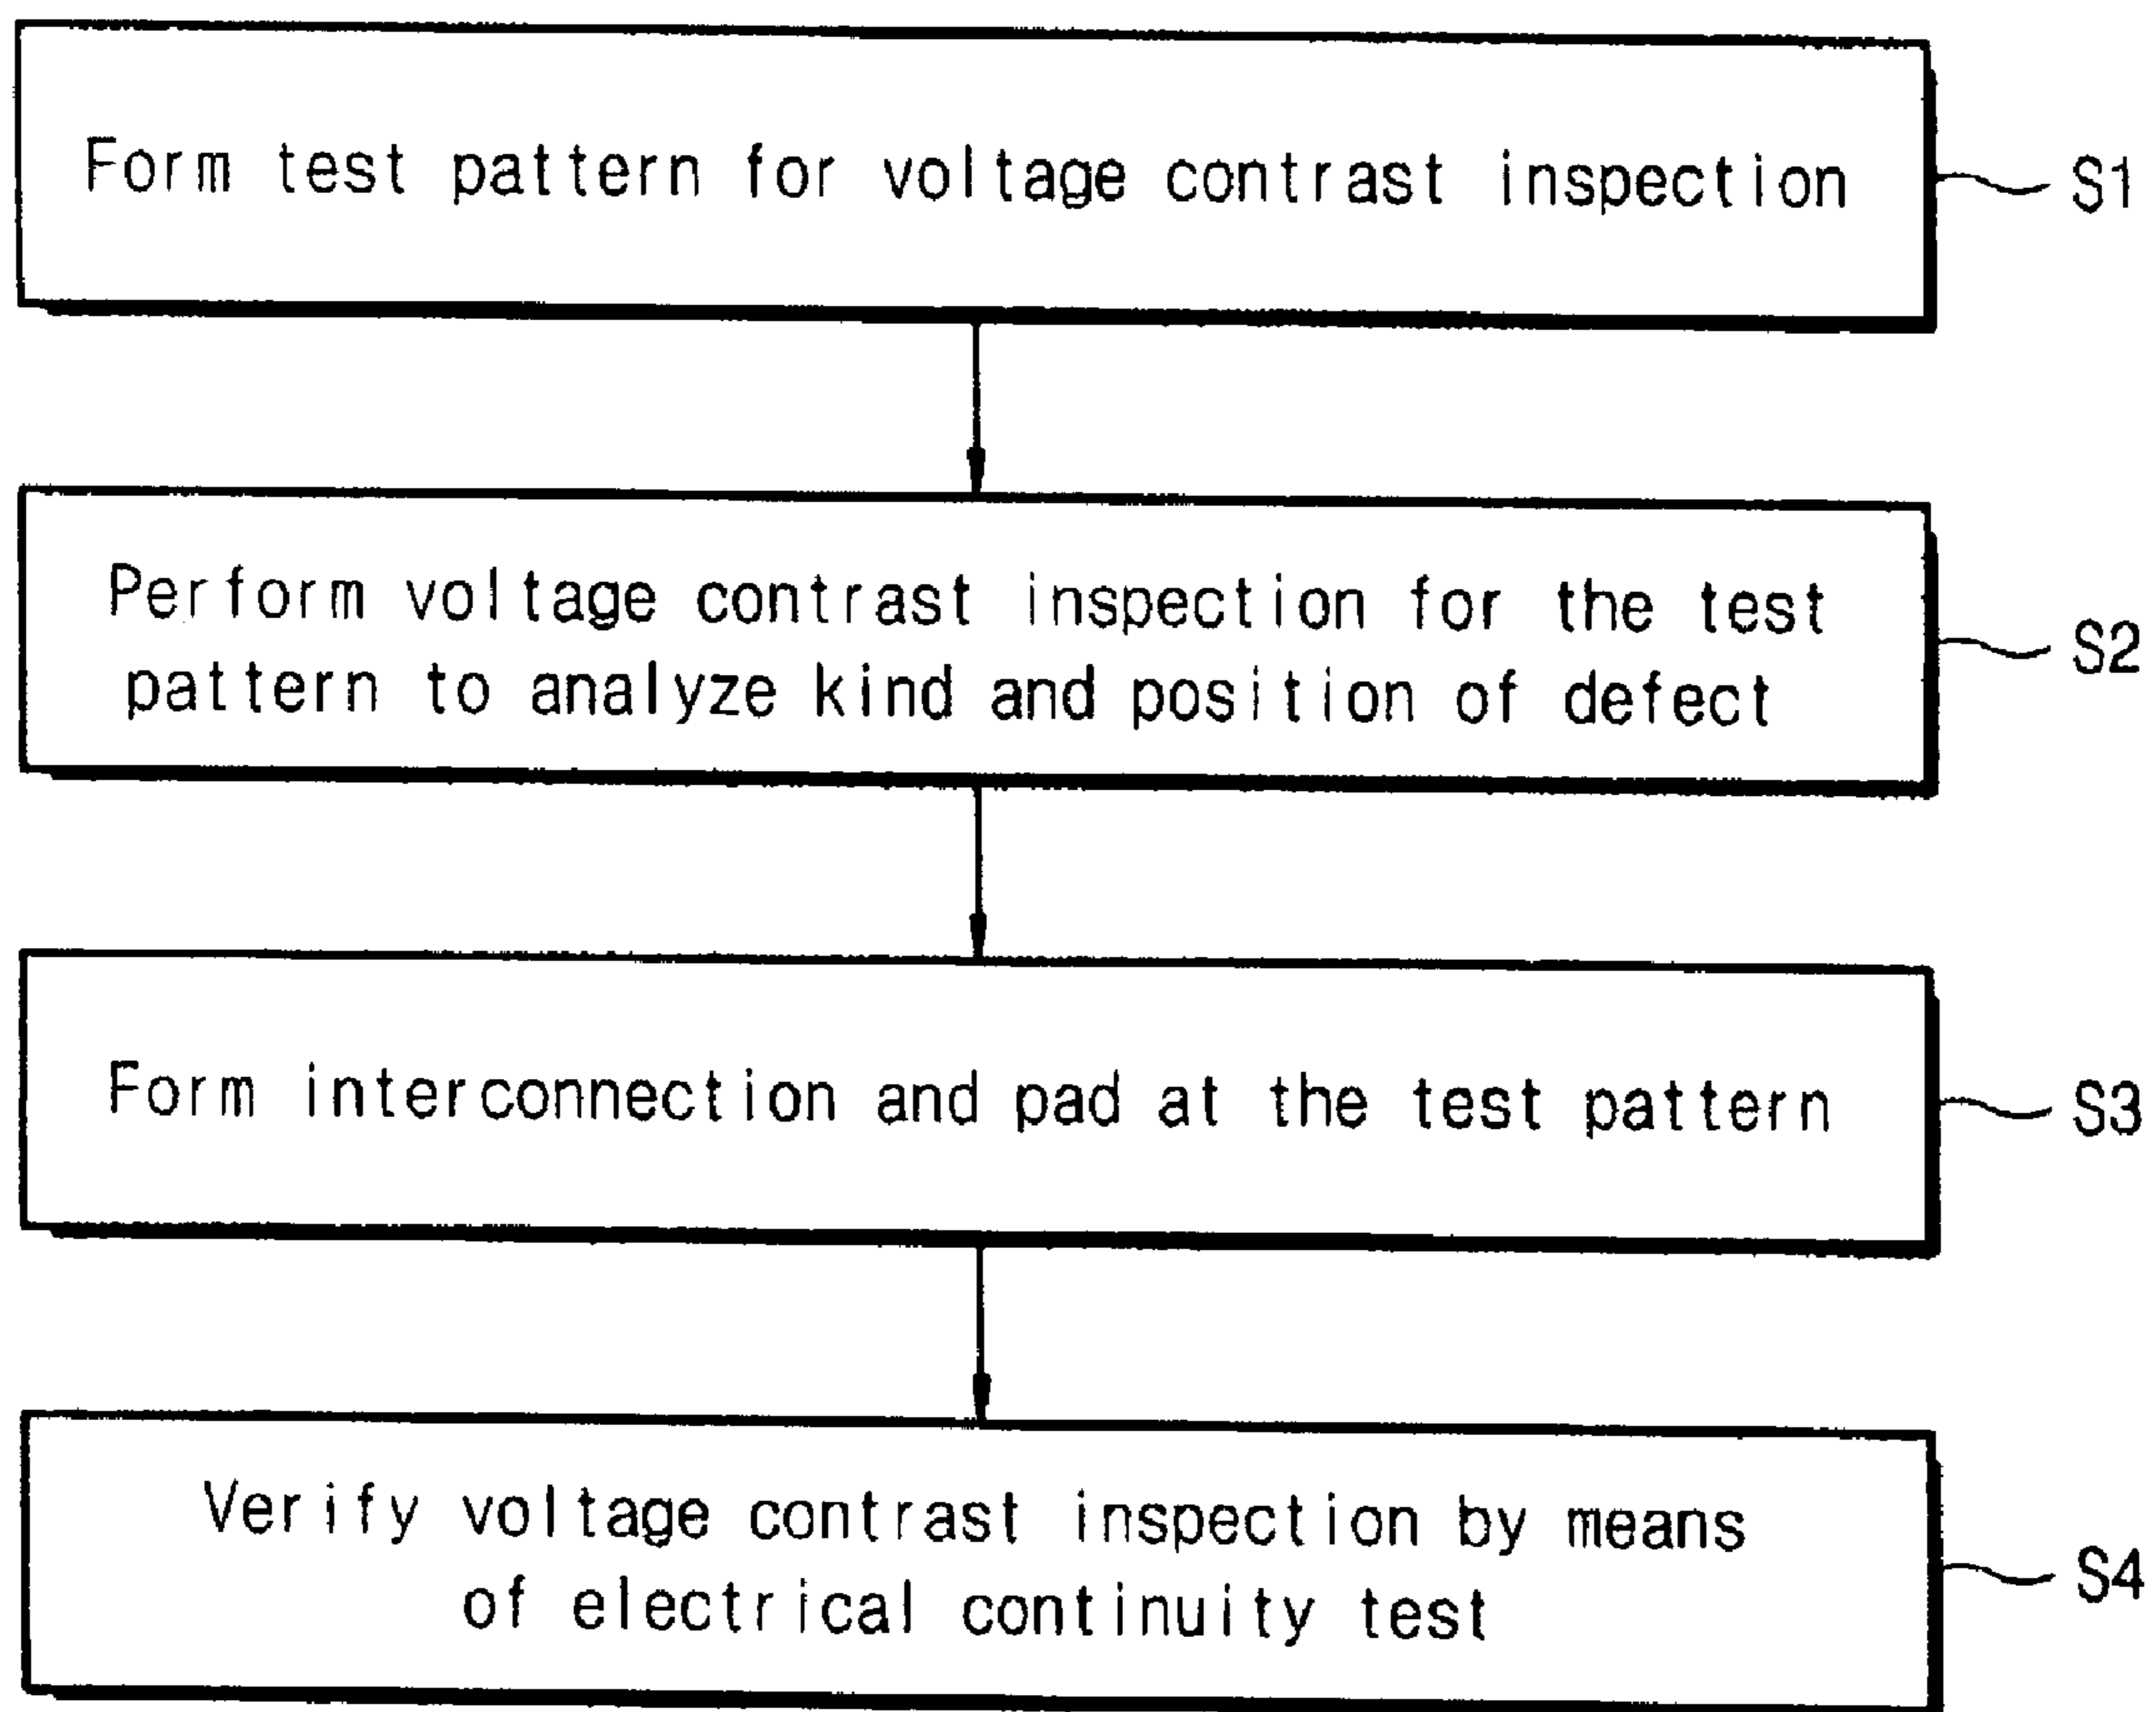 Form test pattern for voltage contrast inspection
S1
Perform voltage contrast inspection for the test
pattern to analyze kind and position of defect
S2
Form interconnection and pad at the test pattern
S3
Verify voltage contrast inspection by means
of electrical continuity test
S4